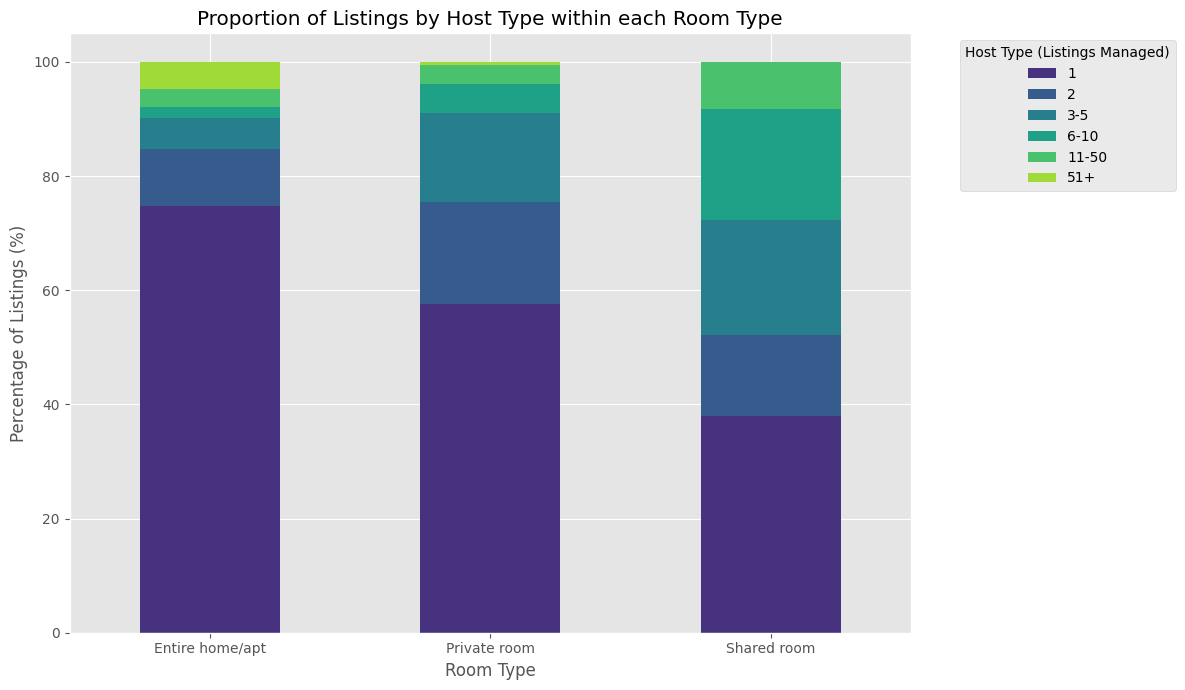 Proportion of Listings by Host Type within each Room Type
Host Type (Listings Managed)
1
2
3-5
6-10
11-50
51+
Percentage of Listings (%)
100
80
60
40
20
0
Entire home/apt
Private room
Shared room
Room Type